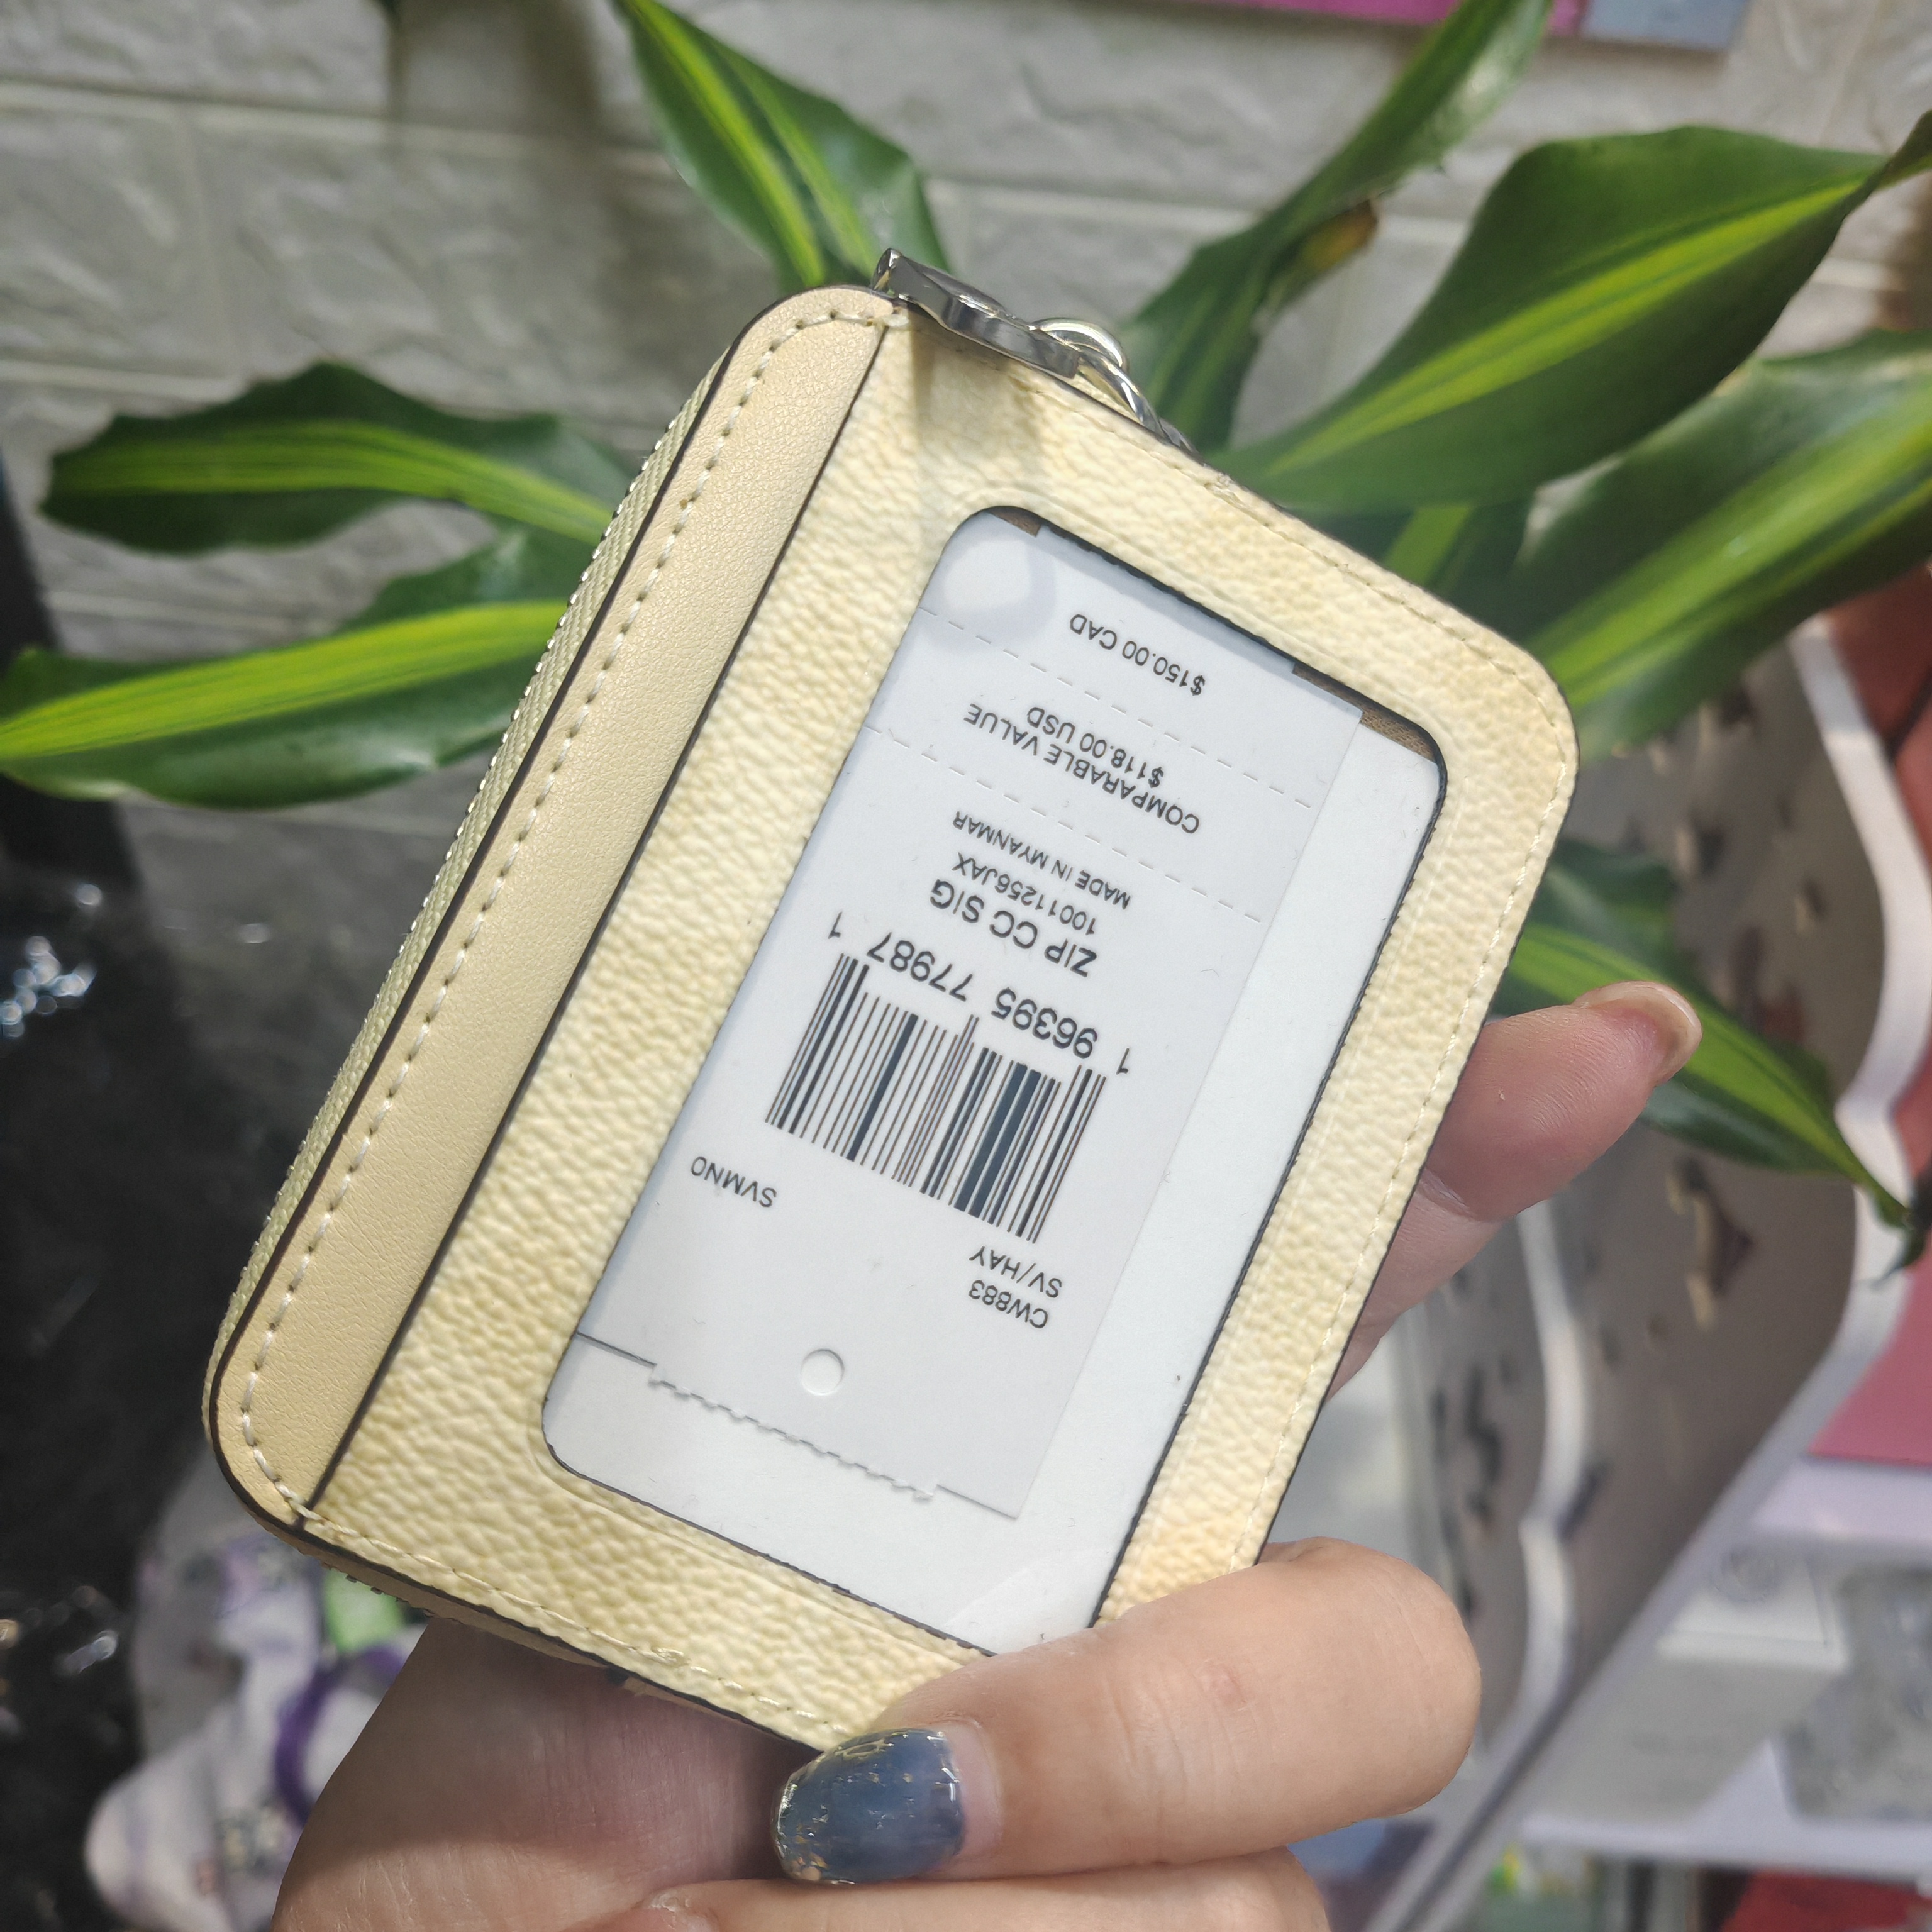 CW883
SV/HAY
SVMN0
1 96395 77987 1
ZIP CC SIG
10011256JAX
MADE IN MYANMAR
COMPARABLE VALUE
$118.00 USD
$150.00 CAD